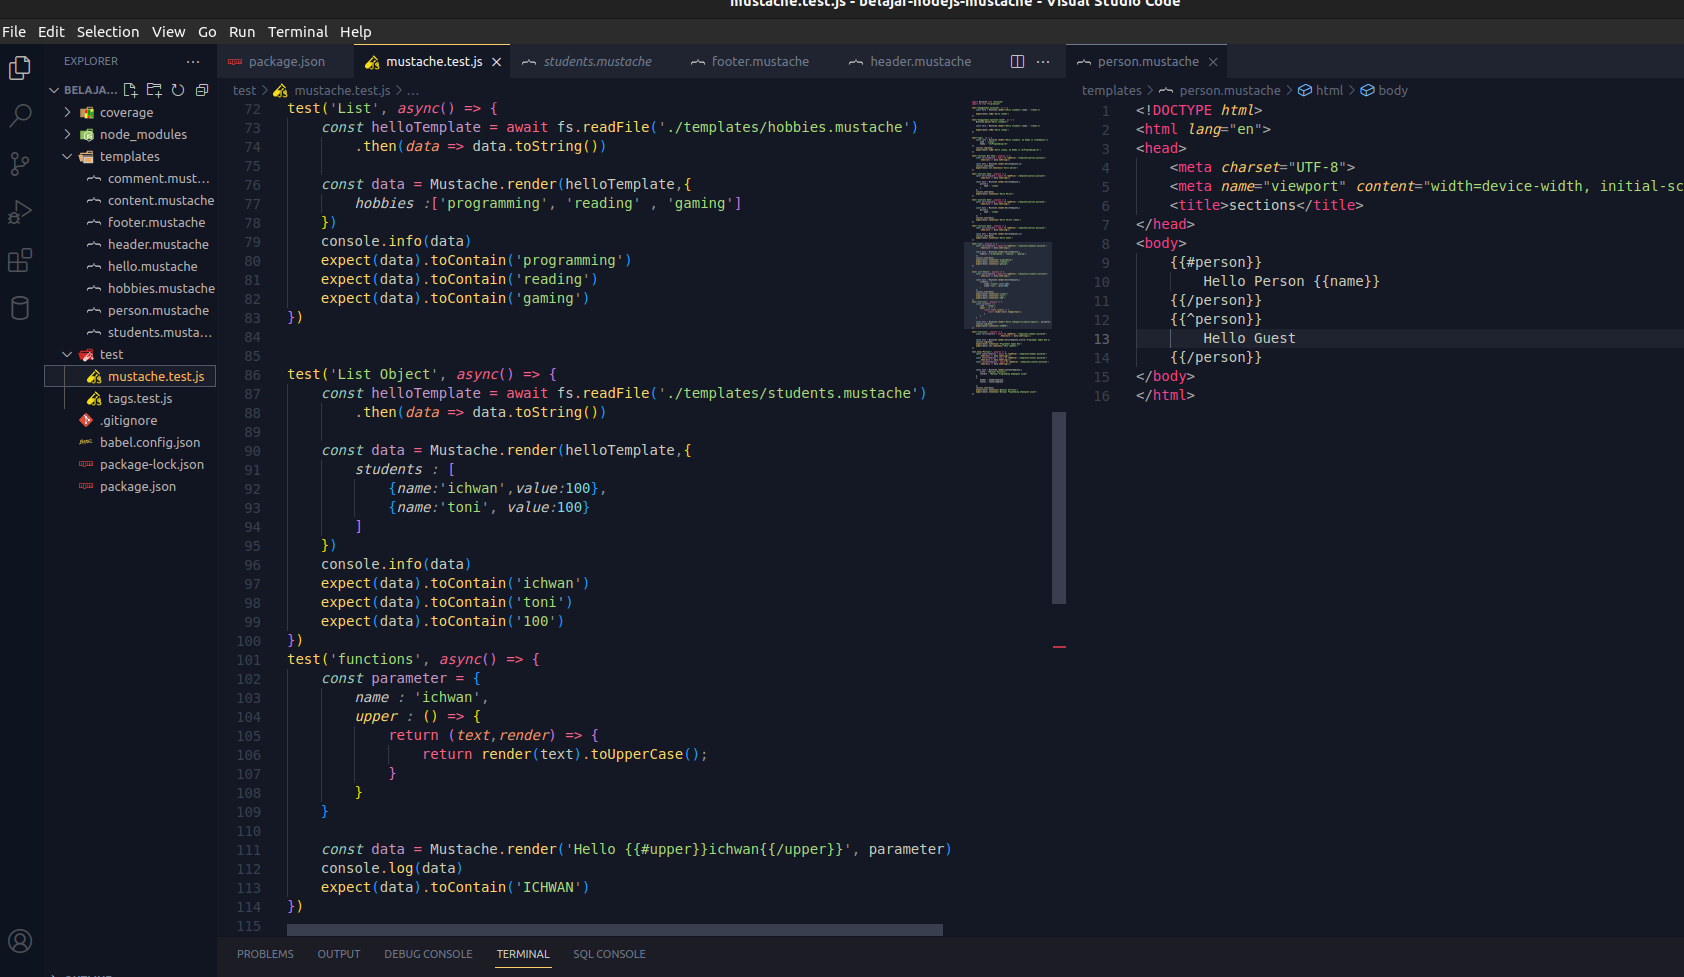 mustache.test.js - belajar-nodejs-mustache - Visual Studio Code
File Edit Selection View Go Run Terminal Help
EXPLORER ...
BELAJA...
coverage
node_modules
templates
comment.must...
content.mustache
footer.mustache
header.mustache
hello.mustache
hobbies.mustache
person.mustache
students.musta...
test
mustache.test.js
tags.test.js
.gitignore
babel.config.json
package-lock.json
package.json
package.json mustache.test.js students.mustache footer.mustache header.mustache ...
test > mustache.test.js > ...
72 test('List', async() => {
73 const helloTemplate = await fs.readFile('./templates/hobbies.mustache')
74 .then(data => data.toString())
75
76 const data = Mustache.render(helloTemplate,{
77 hobbies :['programming', 'reading' , 'gaming']
78 })
79 console.info(data)
80 expect(data).toContain('programming')
81 expect(data).toContain('reading')
82 expect(data).toContain('gaming')
83 })
84
85
86 test('List Object', async() => {
87 const helloTemplate = await fs.readFile('./templates/students.mustache')
88 .then(data => data.toString())
89
90 const data = Mustache.render(helloTemplate,{
91 students : [
92 {name:'ichwan',value:100},
93 {name:'toni', value:100}
94 ]
95 })
96 console.info(data)
97 expect(data).toContain('ichwan')
98 expect(data).toContain('toni')
99 expect(data).toContain('100')
100 })
101 test('functions', async() => {
102 const parameter = {
103 name : 'ichwan',
104 upper : () => {
105 return (text,render) => {
106 return render(text).toUpperCase();
107 }
108 }
109 }
110
111 const data = Mustache.render('Hello {{#upper}}ichwan{{/upper}}', parameter)
112 console.log(data)
113 expect(data).toContain('ICHWAN')
114 })
115
person.mustache
templates > person.mustache > html > body
1 <!DOCTYPE html>
2 <html lang="en">
3 <head>
4 <meta charset="UTF-8">
5 <meta name="viewport" content="width=device-width, initial-sc
6 <title>sections</title>
7 </head>
8 <body>
9 {{#person}}
10 Hello Person {{name}}
11 {{/person}}
12 {{^person}}
13 Hello Guest
14 {{/person}}
15 </body>
16 </html>
PROBLEMS OUTPUT DEBUG CONSOLE TERMINAL SQL CONSOLE